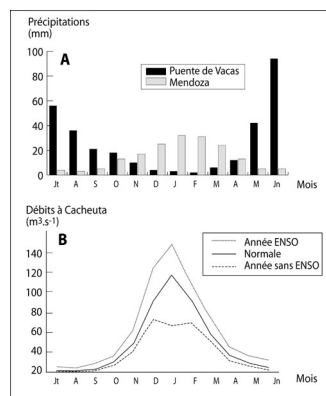 Précipitations
(mm)
100
A
Puente de Vacas
Mendoza
80
60
40
20
0
Jt A S O N D J F M A M Jn Mois
Débits à Cacheuta
(m³.s-1)
B
Année ENSO
Normale
Année sans ENSO
140
120
100
80
60
40
20
Jt A S O N D J F M A M Jn Mois